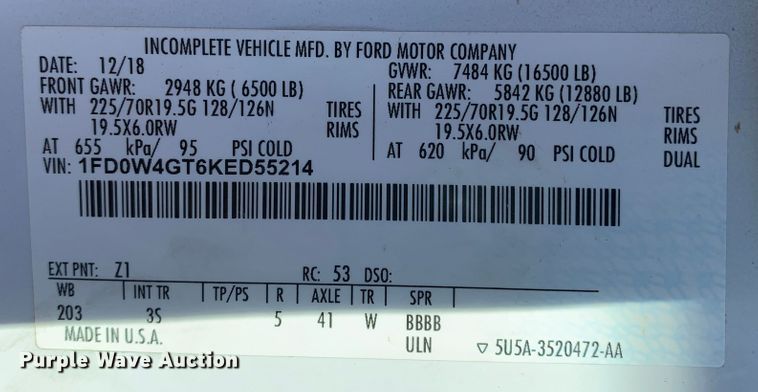 INCOMPLETE VEHICLE MFD. BY FORD MOTOR COMPANY
DATE: 12/18 GVWR: 7484 KG (16500 LB)
FRONT GAWR: 2948 KG ( 6500 LB) REAR GAWR: 5842 KG (12880 LB)
WITH 225/70R19.5G 128/126N TIRES WITH 225/70R19.5G 128/126N TIRES
19.5X6.0RW RIMS 19.5X6.0RW RIMS
AT 655 kPa/ 95 PSI COLD AT 620 kPa/ 90 PSI COLD DUAL
VIN: 1FD0W4GT6KED55214
EXT PNT: Z1 RC: 53 DSO:
WB INT TR TP/PS R AXLE TR SPR
203 3S 5 41 W BBBB
MADE IN U.S.A. ULN ▽ 5U5A-3520472-AA
Purple Wave Auction